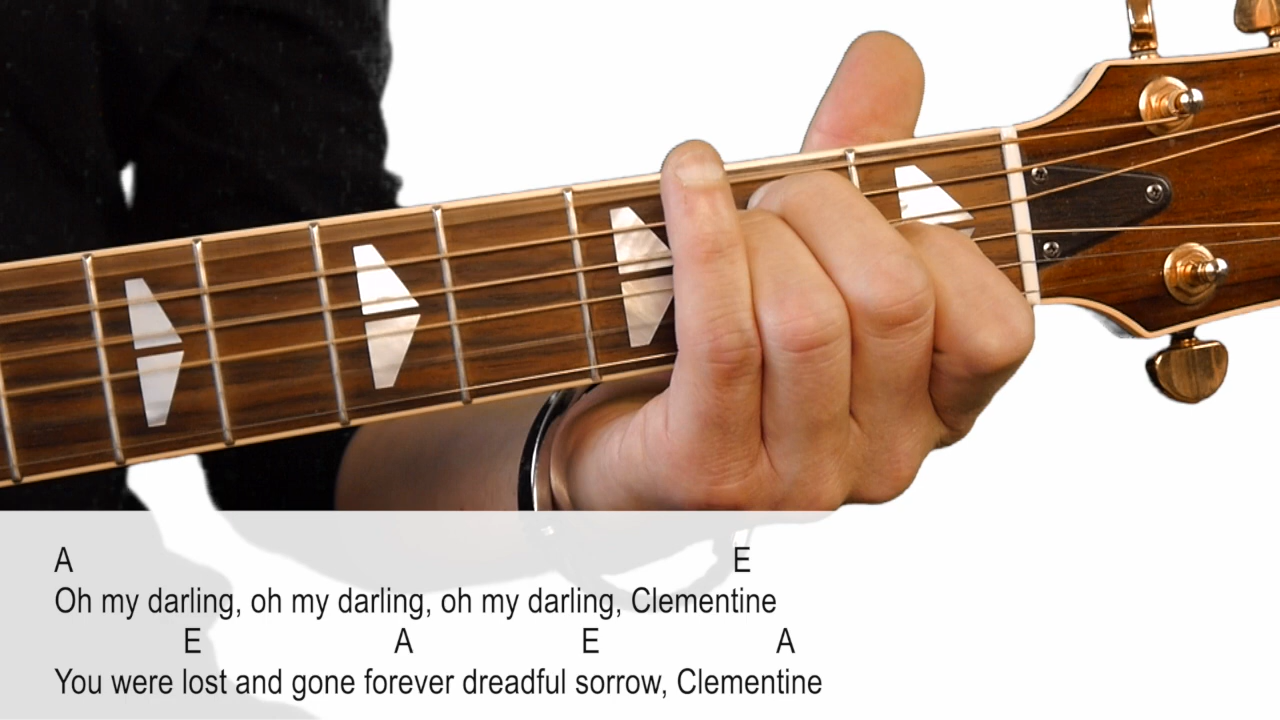 A E
Oh my darling, oh my darling, oh my darling, Clementine
E A E A
You were lost and gone forever dreadful sorrow, Clementine